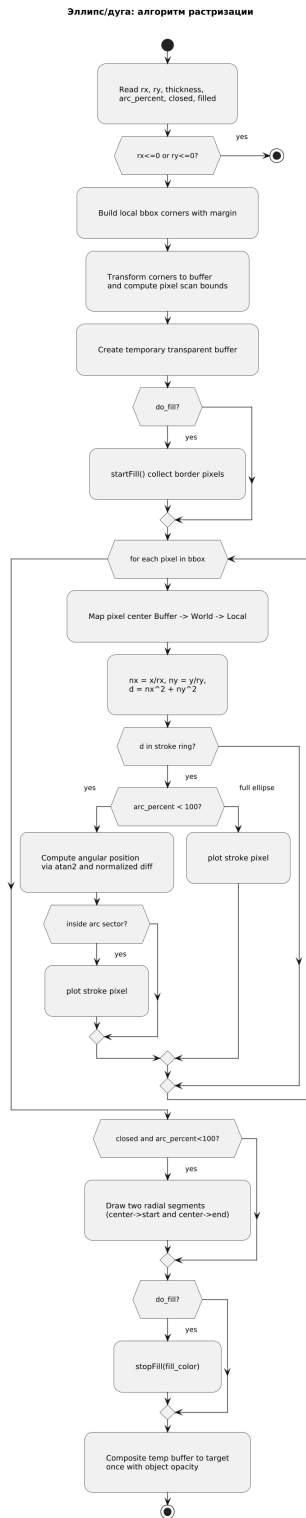 Эллипс/дуга: алгоритм растризации
Read rx, ry, thickness,
arc_percent, closed, filled
rx<=0 or ry<=0?
yes
Build local bbox corners with margin
Transform corners to buffer
and compute pixel scan bounds
Create temporary transparent buffer
do_fill?
yes
startFill() collect border pixels
for each pixel in bbox
Map pixel center Buffer -> World -> Local
nx = x/rx, ny = y/ry,
d = nx^2 + ny^2
d in stroke ring?
yes
yes
arc_percent < 100?
full ellipse
Compute angular position
via atan2 and normalized diff
plot stroke pixel
inside arc sector?
yes
plot stroke pixel
closed and arc_percent<100?
yes
Draw two radial segments
(center->start and center->end)
do_fill?
yes
stopFill(fill_color)
Composite temp buffer to target
once with object opacity